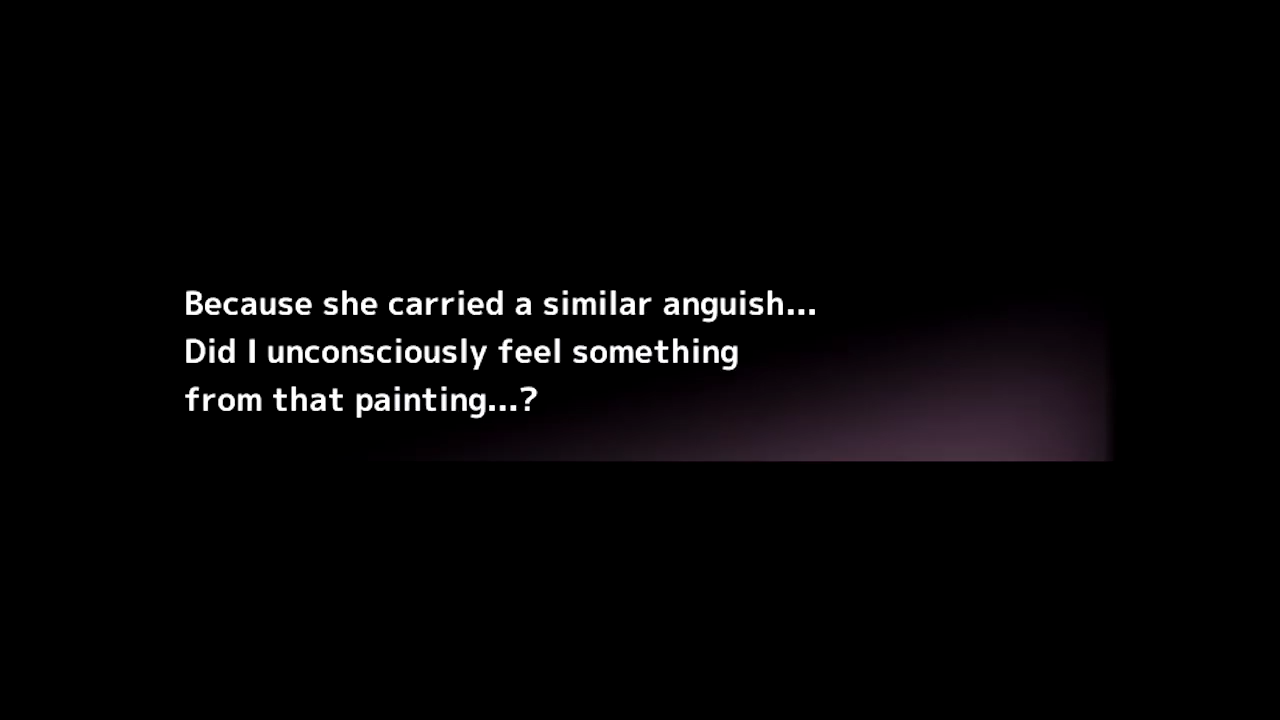 Because she carried a similar anguish...
Did I unconsciously feel something
from that painting...?